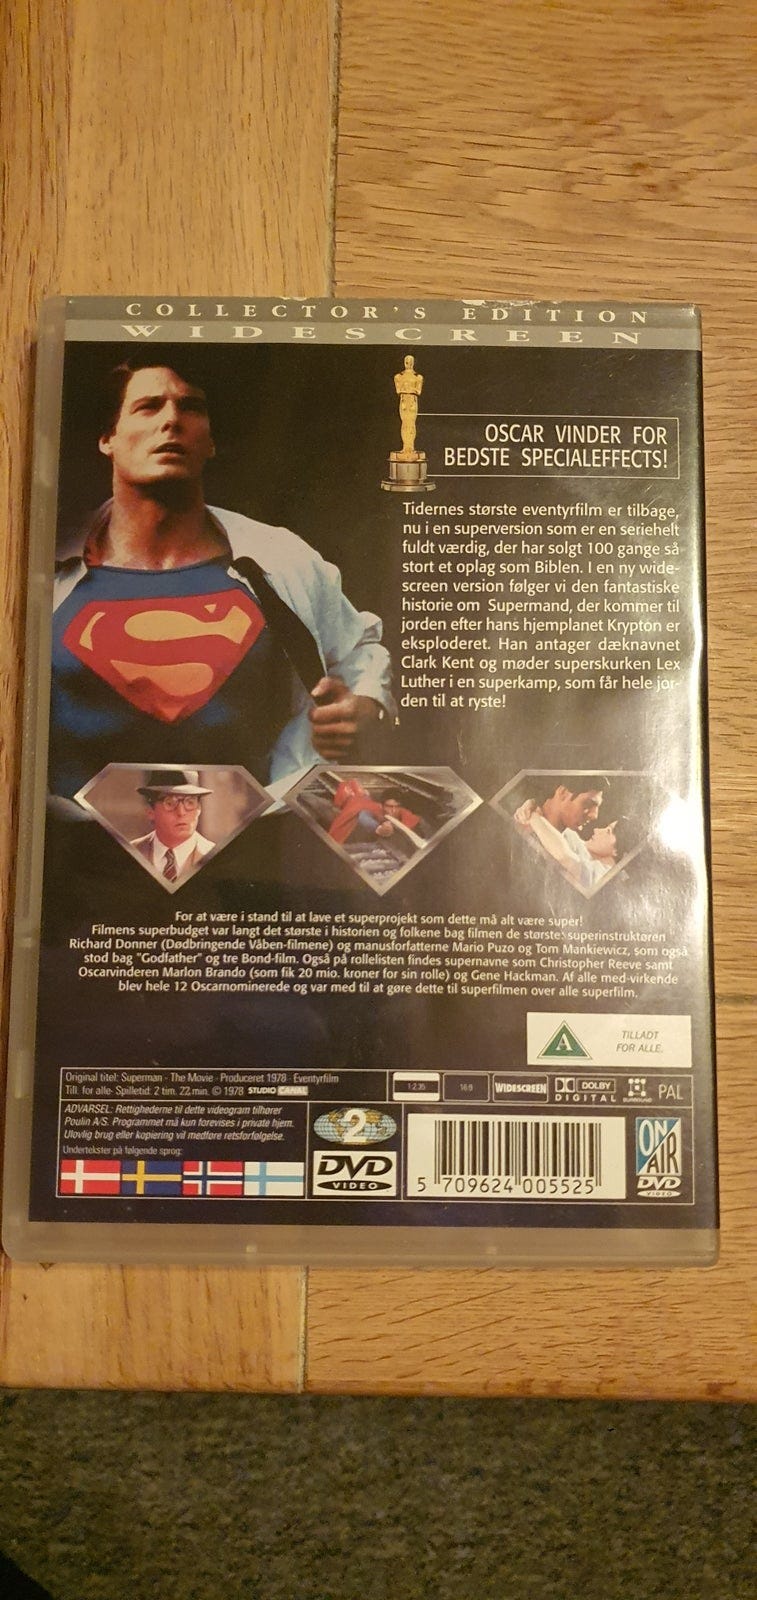 COLLECTOR'S EDITION
WIDESCREEN
OSCAR VINDER FOR
BEDSTE SPECIALEFFECTS!
Tidernes største eventyrfilm er tilbage,
nu i en superversion som er en seriehelt
fuldt værdig, der har solgt 100 gange så
stort et oplag som Biblen. I en ny wide-
screen version følger vi den fantastiske
historie om Supermand, der kommer til
jorden efter hans hjemplanet Krypton er
eksploderet. Han antager dæknavnet
Clark Kent og møder superskurken Lex
Luther i en superkamp, som får hele jor-
den til at ryste!
For at være i stand til at lave et superprojekt som dette må alt være super!
Filmens superbudget var langt det største i historien og folkene bag filmen de største: superinstruktøren
Richard Donner (Dødbringende Våben-filmene) og manusforfatterne Mario Puzo og Tom Mankiewicz, som også
stod bag "Godfather" og tre Bond-film. Også på rollelisten findes supernavne som Christopher Reeve samt
Oscarvinderen Marlon Brando (som fik 20 mio. kroner for sin rolle) og Gene Hackman. Af alle med-virkende
blev hele 12 Oscarnominerede og var med til at gøre dette til superfilmen over alle superfilm.
A
TILLADT
FOR ALLE.
Original titel: Superman - The Movie - Produceret 1978 - Eventyrfilm
Till. for alle- Spilletid: 2 tim. 22 min. © 1978 STUDIO CANAL
1:2.35
16:9
WIDESCREEN
DOLBY
DIGITAL
SURROUND
PAL
ADVARSEL: Rettighederne til dette videogram tilhører
Poulin A/S. Programmet må kun forevises i private hjem.
Ulovlig brug eller kopiering vil medføre retsforfølgelse.
Undertekster på følgende sprog:
2
DVD
VIDEO
5 709624 005525
ON
AIR
DVD
VIDEO